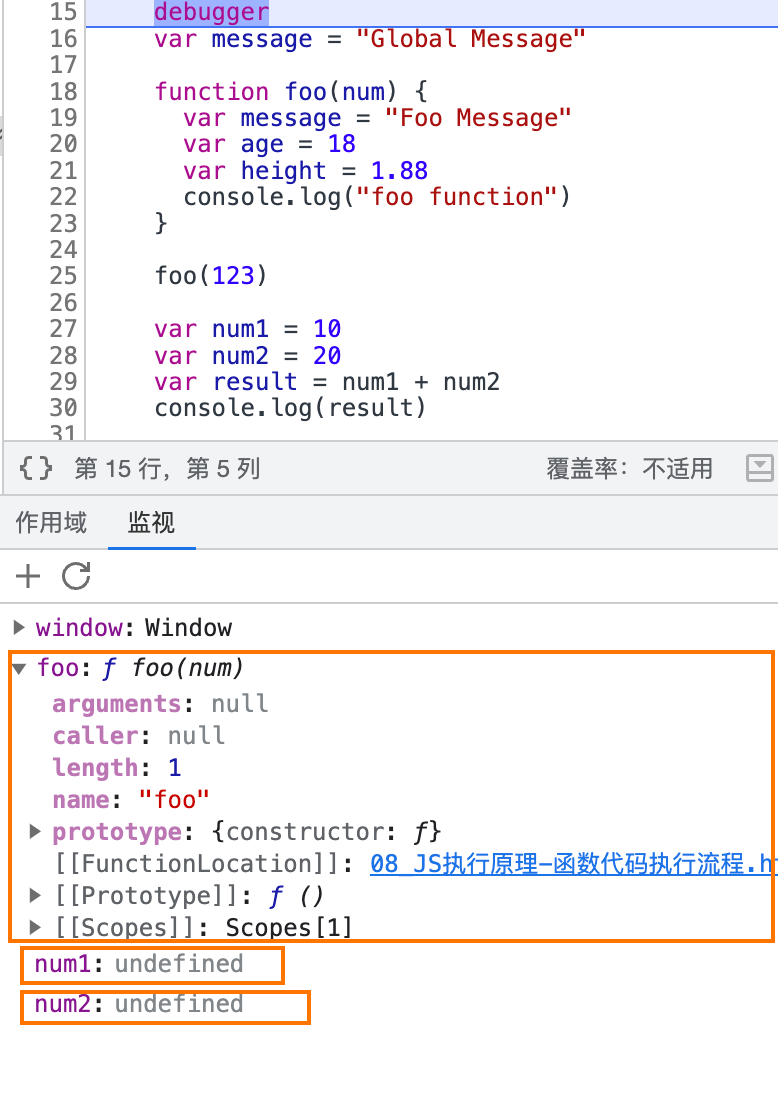 15 debugger
16 var message = "Global Message"
17
18 function foo(num) {
19 var message = "Foo Message"
20 var age = 18
21 var height = 1.88
22 console.log("foo function")
23 }
24
25 foo(123)
26
27 var num1 = 10
28 var num2 = 20
29 var result = num1 + num2
30 console.log(result)
31
{} 第 15 行，第 5 列 覆盖率：不适用
作用域 监视
window: Window
foo: ƒ foo(num)
arguments: null
caller: null
length: 1
name: "foo"
prototype: {constructor: ƒ}
[[FunctionLocation]]: 08_JS执行原理-函数代码执行流程.h
[[Prototype]]: ƒ ()
[[Scopes]]: Scopes[1]
num1: undefined
num2: undefined